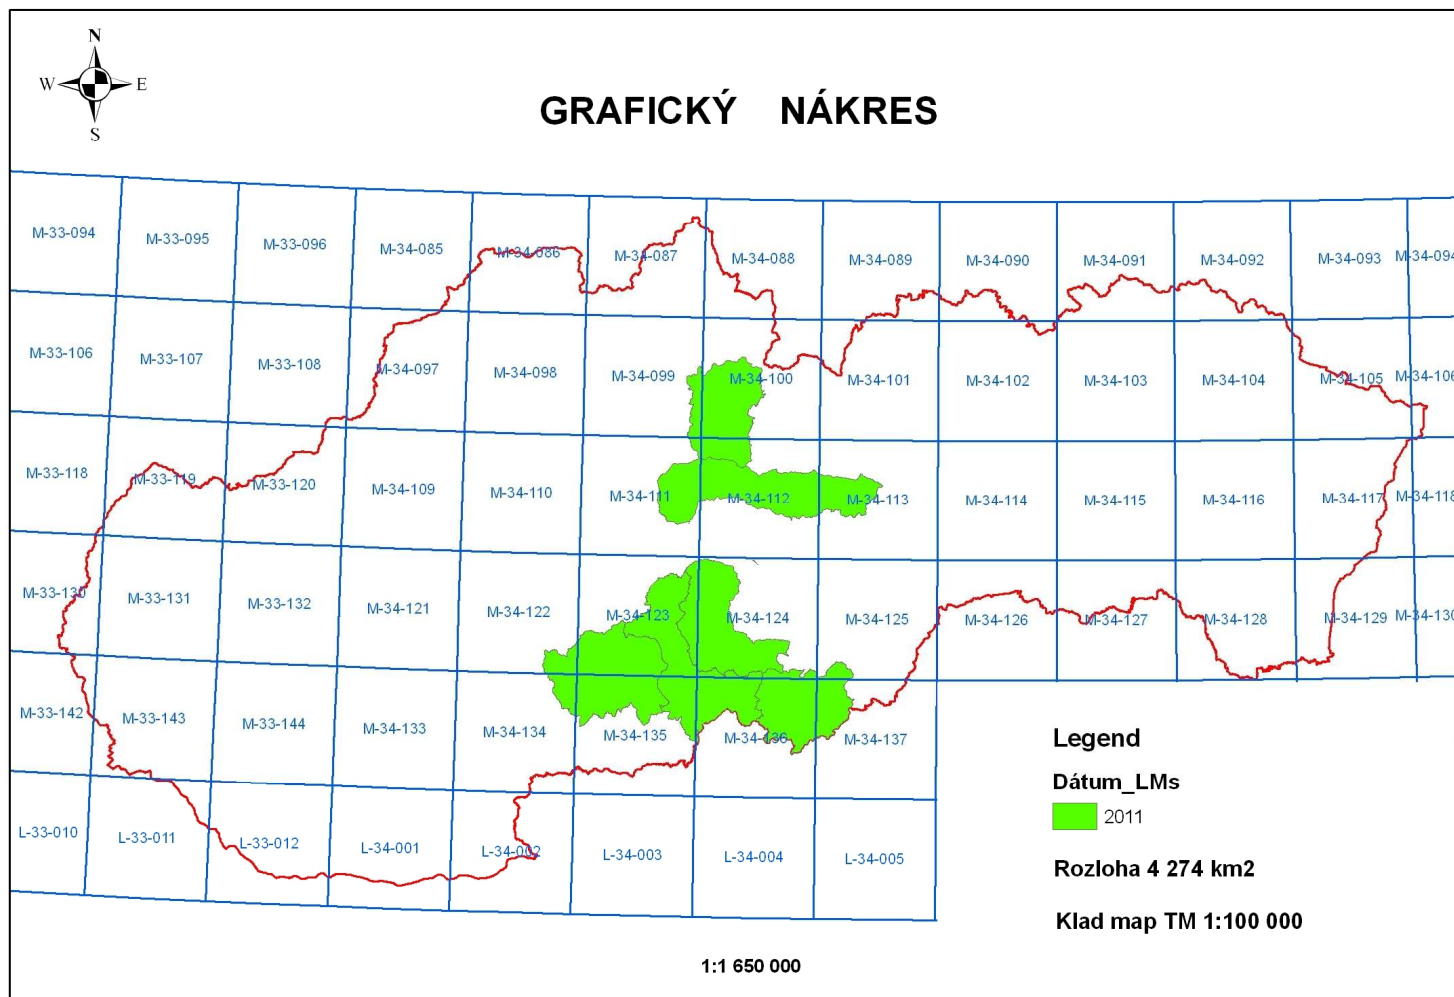 N
W E
S
GRAFICKÝ NÁKRES
M-33-094 M-33-095 M-33-096 M-34-085 M-34-086 M-34-087 M-34-088 M-34-089 M-34-090 M-34-091 M-34-092 M-34-093 M-34-094
M-33-106 M-33-107 M-33-108 M-34-097 M-34-098 M-34-099 M-34-100 M-34-101 M-34-102 M-34-103 M-34-104 M-34-105 M-34-106
M-33-118 M-33-119 M-33-120 M-34-109 M-34-110 M-34-111 M-34-112 M-34-113 M-34-114 M-34-115 M-34-116 M-34-117 M-34-118
M-33-130 M-33-131 M-33-132 M-34-121 M-34-122 M-34-123 M-34-124 M-34-125 M-34-126 M-34-127 M-34-128 M-34-129 M-34-130
M-33-142 M-33-143 M-33-144 M-34-133 M-34-134 M-34-135 M-34-136 M-34-137
L-33-010 L-33-011 L-33-012 L-34-001 L-34-002 L-34-003 L-34-004 L-34-005
Legend
Dátum_LMs
2011
Rozloha 4 274 km2
Klad map TM 1:100 000
1:1 650 000